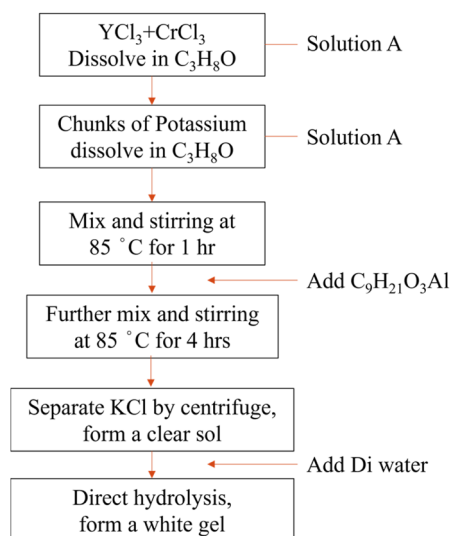 YCl₃+CrCl₃
Dissolve in C₃H₈O
Solution A
Chunks of Potassium
dissolve in C₃H₈O
Solution A
Mix and stirring at
85 ˚C for 1 hr
Add C₉H₂₁O₃Al
Further mix and stirring
at 85 ˚C for 4 hrs
Separate KCl by centrifuge,
form a clear sol
Add Di water
Direct hydrolysis,
form a white gel